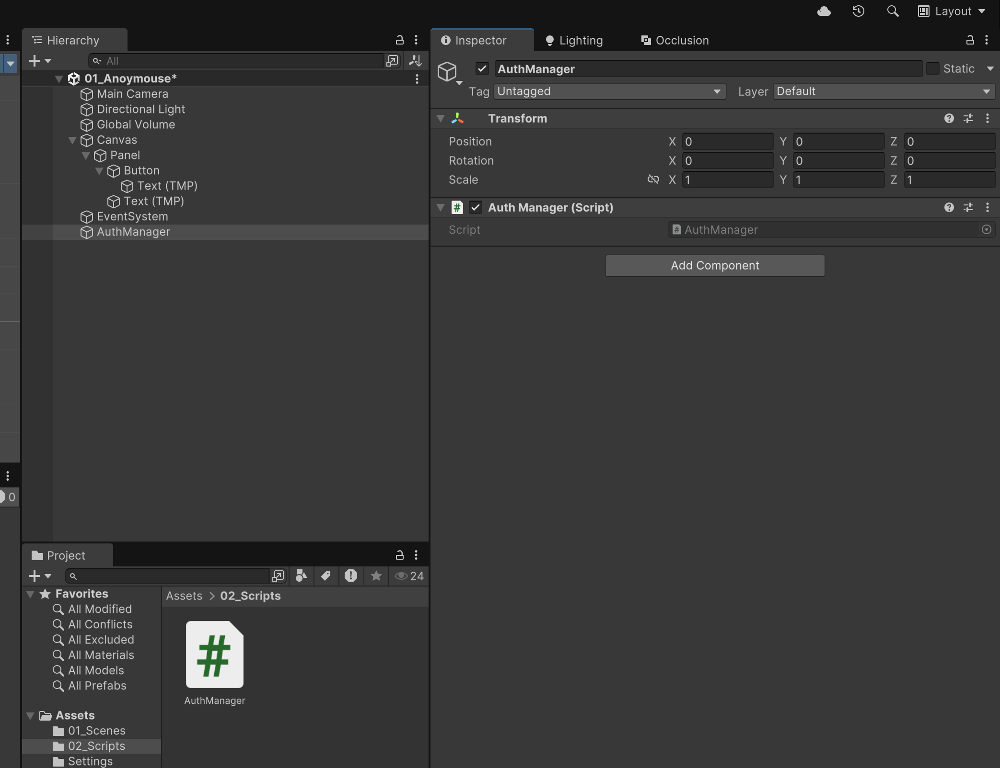 Layout
Hierarchy
All
01_Anoymouse*
Main Camera
Directional Light
Global Volume
Canvas
Panel
Button
Text (TMP)
Text (TMP)
EventSystem
AuthManager
0
Inspector
Lighting
Occlusion
AuthManager
Static
Tag
Untagged
Layer
Default
Transform
Position X 0 Y 0 Z 0
Rotation X 0 Y 0 Z 0
Scale X 1 Y 1 Z 1
# Auth Manager (Script)
Script # AuthManager
Add Component
Project
24
Favorites
All Modified
All Conflicts
All Excluded
All Materials
All Models
All Prefabs
Assets
01_Scenes
02_Scripts
Settings
Assets > 02_Scripts
#
AuthManager